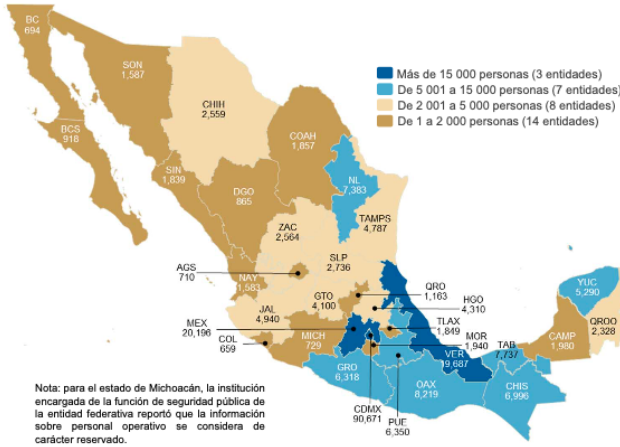 BC
694
SON
1,587
CHIH
2,559
BCS
918
COAH
1,857
SIN
1,839
NL
7,383
DGO
865
TAMPS
4,787
ZAC
2,564
SLP
2,736
AGS
710
NAY
1,583
JAL
4,940
GTO
4,100
QRO
1,163
HGO
4,310
MEX
20,196
COL
659
MICH
729
TLAX
1,849
MOR
1,940
VER
19,687
GRO
6,318
CDMX
90,671
PUE
6,350
OAX
8,219
TAB
7,737
CHIS
6,996
CAMP
1,980
YUC
5,290
QROO
2,328
Más de 15 000 personas (3 entidades)
De 5 001 a 15 000 personas (7 entidades)
De 2 001 a 5 000 personas (8 entidades)
De 1 a 2 000 personas (14 entidades)
Nota: para el estado de Michoacán, la institución
encargada de la función de seguridad pública de
la entidad federativa reportó que la información
sobre personal operativo se considera de
carácter reservado.